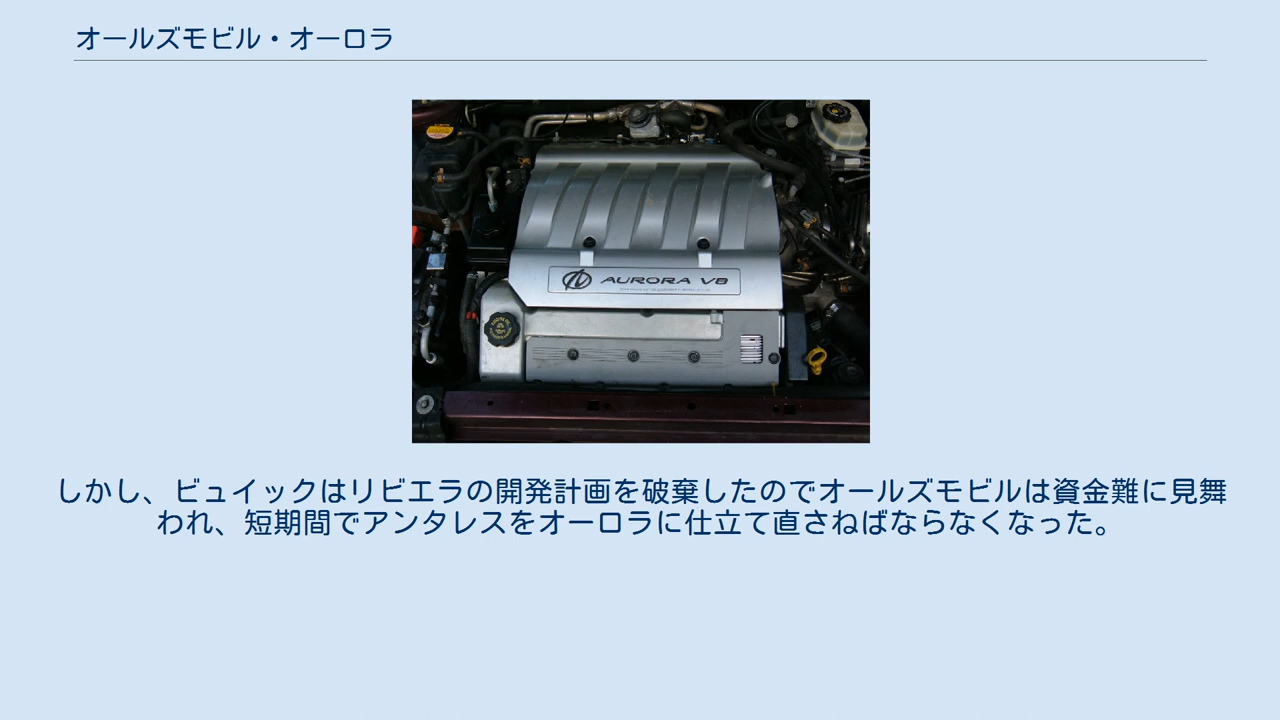 オールズモビル・オーロラ
AURORA V8
しかし、ビュイックはリビエラの開発計画を破棄したのでオールズモビルは資金難に見舞
われ、短期間でアンタレスをオーロラに仕立て直さねばならなくなった。